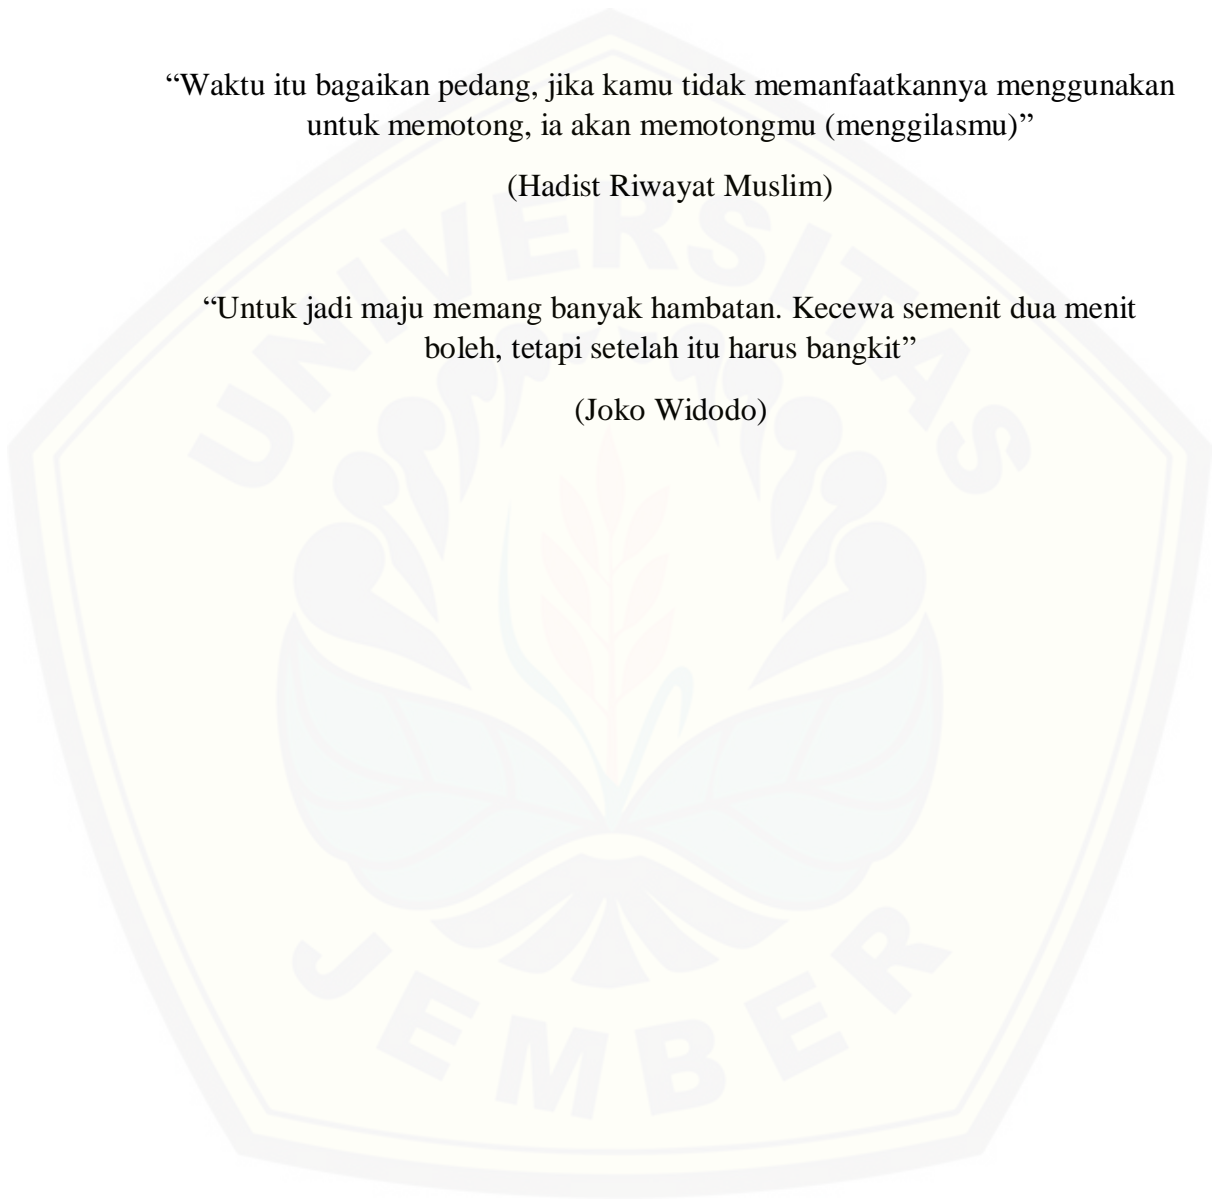 “Waktu itu bagaikan pedang, jika kamu tidak memanfaatkannya menggunakan
untuk memotong, ia akan memotongmu (menggilasmu)”
(Hadist Riwayat Muslim)
“Untuk jadi maju memang banyak hambatan. Kecewa semenit dua menit
boleh, tetapi setelah itu harus bangkit”
(Joko Widodo)
UNIVERSITAS
JEMBER